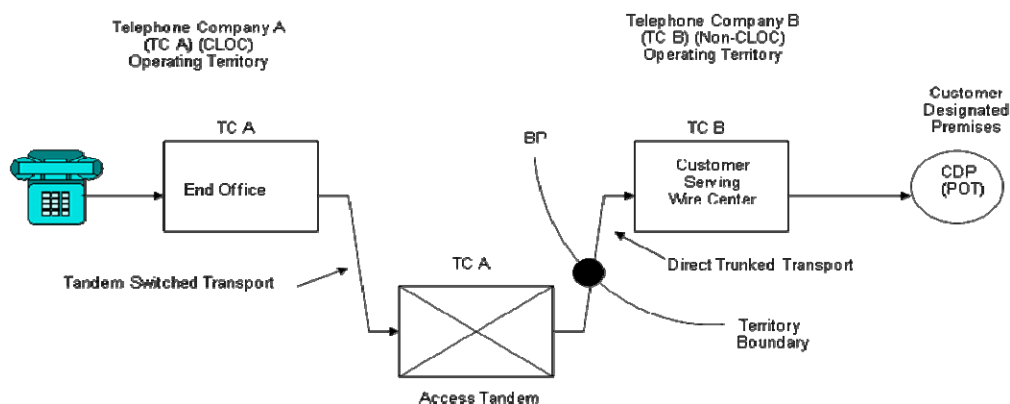 Telephone Company A
(TC A) (CLOC)
Operating Territory
Telephone Company B
(TC B) (Non-CLOC)
Operating Territory
Customer
Designated
Premises
TC A
End Office
BP
TC B
Customer
Serving
Wire Center
CDP
(POT)
Tandem Switched Transport
TC A
Direct Trunked Transport
Territory
Boundary
Access Tandem